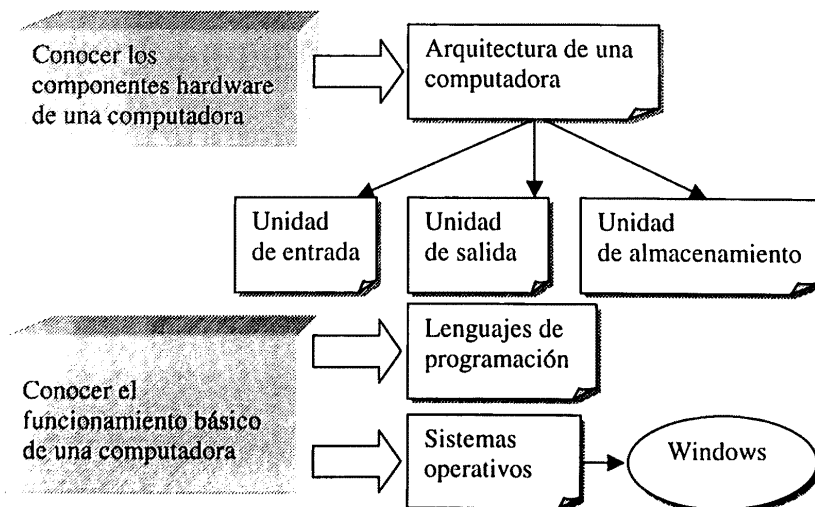 Conocer los
componentes hardware
de una computadora
Arquitectura de una
computadora
Unidad
de entrada
Unidad
de salida
Unidad
de almacenamiento
Conocer el
funcionamiento básico
de una computadora
Lenguajes de
programación
Sistemas
operativos
Windows